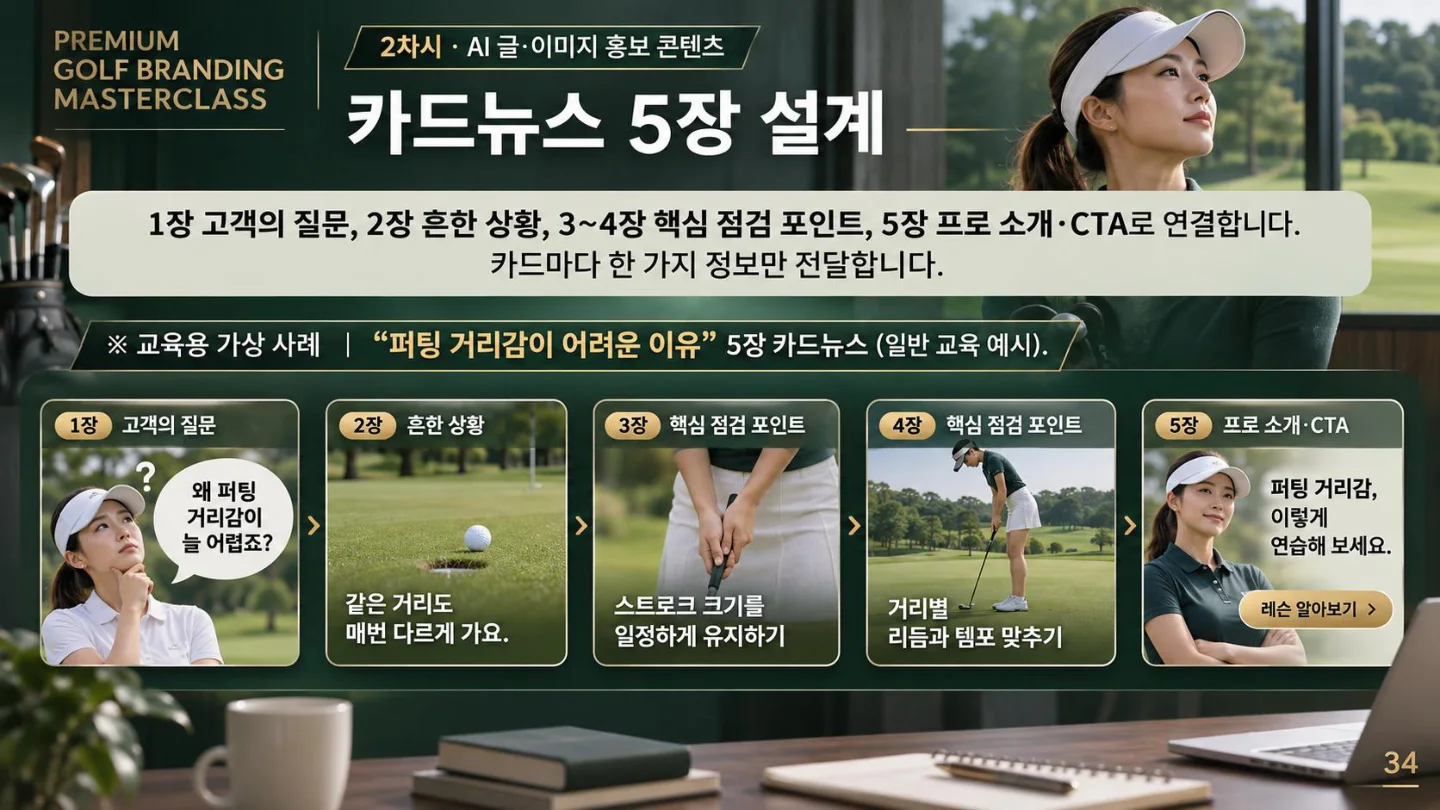 PREMIUM
GOLF BRANDING
MASTERCLASS
2차시 · AI 글·이미지 홍보 콘텐츠
카드뉴스 5장 설계
1장 고객의 질문, 2장 흔한 상황, 3~4장 핵심 점검 포인트, 5장 프로 소개·CTA로 연결합니다.
카드마다 한 가지 정보만 전달합니다.
※ 교육용 가상 사례 | “퍼팅 거리감이 어려운 이유” 5장 카드뉴스 (일반 교육 예시).
1장 고객의 질문
?
왜 퍼팅
거리감이
늘 어렵죠?
2장 흔한 상황
같은 거리도
매번 다르게 가요.
3장 핵심 점검 포인트
스트로크 크기를
일정하게 유지하기
4장 핵심 점검 포인트
거리별
리듬과 템포 맞추기
5장 프로 소개·CTA
퍼팅 거리감,
이렇게
연습해 보세요.
레슨 알아보기 >
34